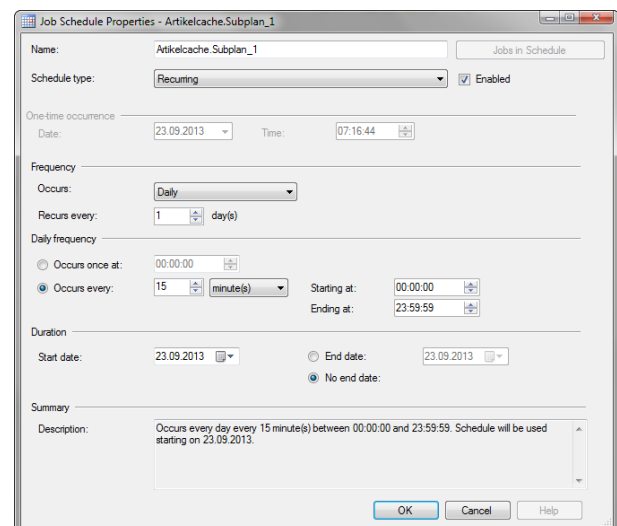 Job Schedule Properties - Artikelcache.Subplan_1
Name: Artikelcache.Subplan_1 Jobs in Schedule
Schedule type: Recurring Enabled
One-time occurrence
Date: 23.09.2013 Time: 07:16:44
Frequency
Occurs: Daily
Recurs every: 1 day(s)
Daily frequency
Occurs once at: 00:00:00
Occurs every: 15 minute(s) Starting at: 00:00:00
Ending at: 23:59:59
Duration
Start date: 23.09.2013 End date: 23.09.2013
No end date:
Summary
Description: Occurs every day every 15 minute(s) between 00:00:00 and 23:59:59. Schedule will be used
starting on 23.09.2013.
OK Cancel Help